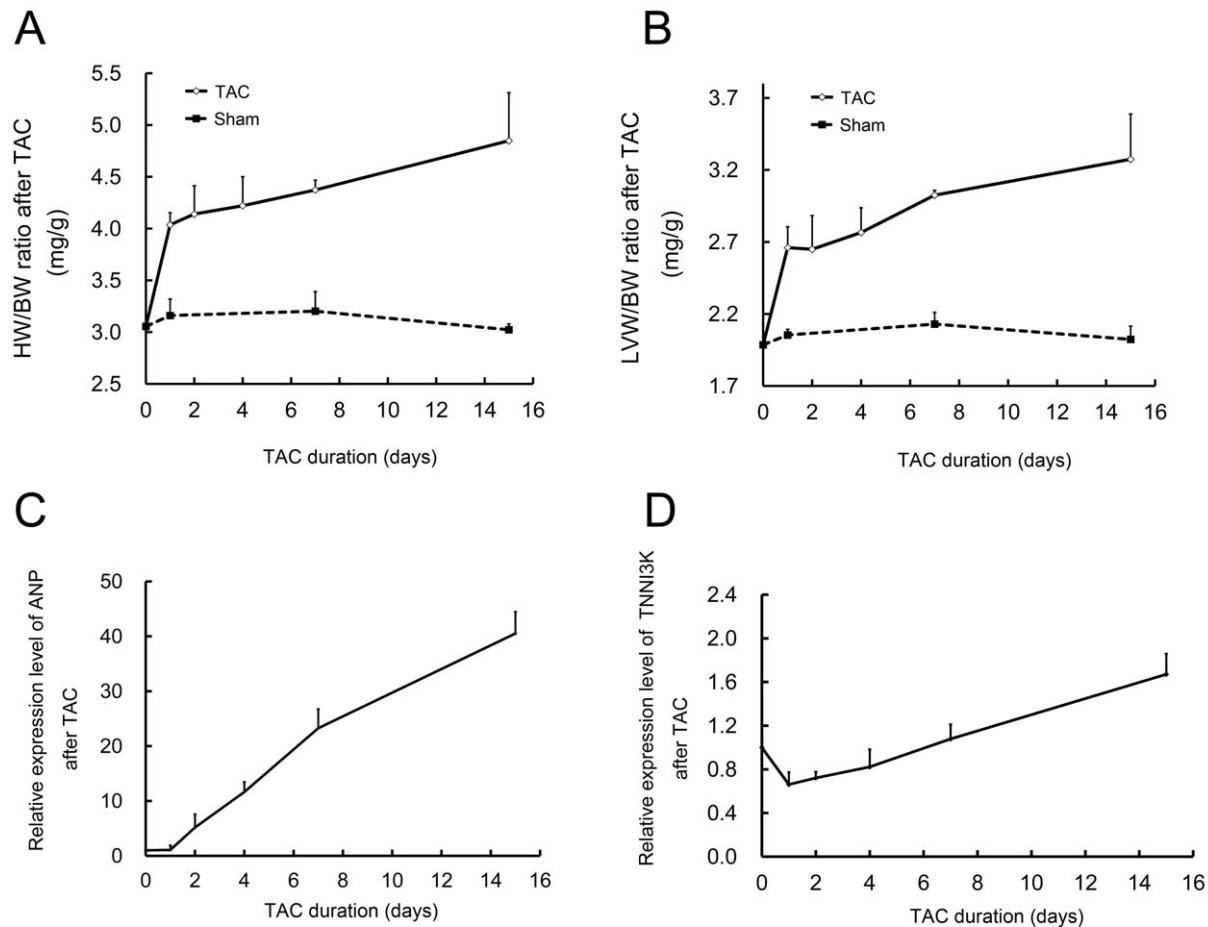 A
HW/BW ratio after TAC
(mg/g)
5.5
5.0
4.5
4.0
3.5
3.0
2.5
TAC
Sham
0 2 4 6 8 10 12 14 16
TAC duration (days)
B
LVW/BW ratio after TAC
(mg/g)
3.7
3.2
2.7
2.2
1.7
TAC
Sham
0 2 4 6 8 10 12 14 16
TAC duration (days)
C
Relative expression level of ANP
after TAC
50
40
30
20
10
0
0 2 4 6 8 10 12 14 16
TAC duration (days)
D
Relative expression level of TNNI3K
after TAC
2.4
2.0
1.6
1.2
0.8
0.4
0.0
0 2 4 6 8 10 12 14 16
TAC duration (days)